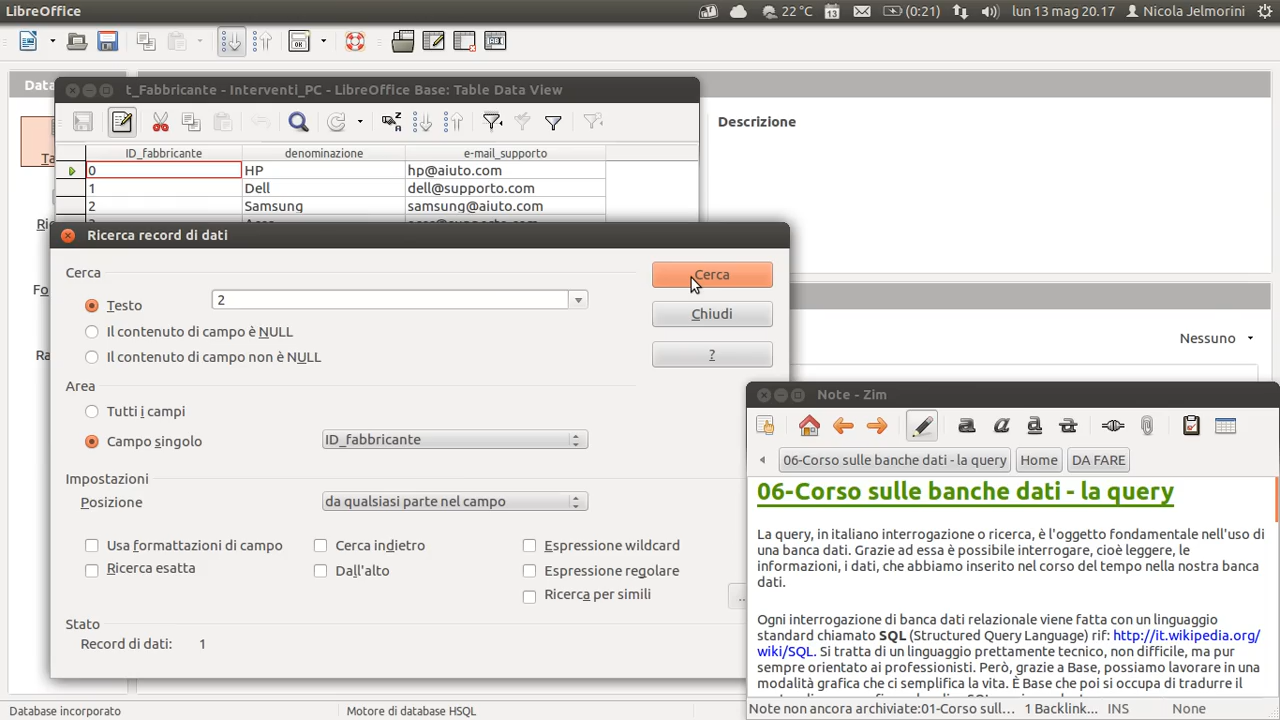 LibreOffice
22 °C
13
(0:21)
lun 13 mag 20.17
Nicola Jelmorini
Data
t_Fabbricante - Interventi_PC - LibreOffice Base: Table Data View
Descrizione
ID_fabbricante denominazione e-mail_supporto
0 HP hp@aiuto.com
1 Dell dell@supporto.com
2 Samsung samsung@aiuto.com
Ta
Ri
Fo
Ra
Ricerca record di dati
Cerca
Cerca
Testo
2
Chiudi
Il contenuto di campo è NULL
Il contenuto di campo non è NULL
?
Nessuno
Area
Tutti i campi
Campo singolo
ID_fabbricante
Impostazioni
Posizione
da qualsiasi parte nel campo
Usa formattazioni di campo
Cerca indietro
Espressione wildcard
Ricerca esatta
Dall'alto
Espressione regolare
Ricerca per simili
..
Stato
Record di dati: 1
Note - Zim
a a a a
06-Corso sulle banche dati - la query
Home
DA FARE
06-Corso sulle banche dati - la query
La query, in italiano interrogazione o ricerca, è l'oggetto fondamentale nell'uso di
una banca dati. Grazie ad essa è possibile interrogare, cioè leggere, le
informazioni, i dati, che abbiamo inserito nel corso del tempo nella nostra banca
dati.
Ogni interrogazione di banca dati relazionale viene fatta con un linguaggio
standard chiamato SQL (Structured Query Language) rif: http://it.wikipedia.org/
wiki/SQL. Si tratta di un linguaggio prettamente tecnico, non difficile, ma pur
sempre orientato ai professionisti. Però, grazie a Base, possiamo lavorare in una
modalità grafica che ci semplifica la vita. È Base che poi si occupa di tradurre il
Note non ancora archiviate:01-Corso sull... 1 Backlink... INS None
Database incorporato
Motore di database HSQL